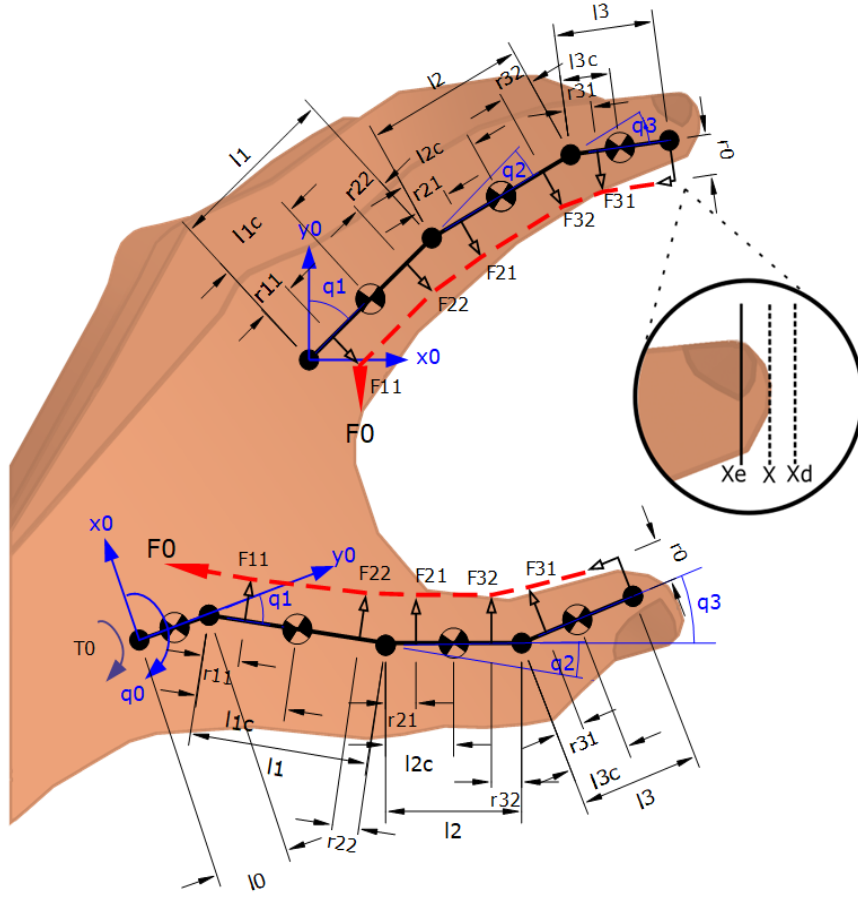 l3
l3c
l2
r32
r31
q3
r0
l1
l2c
r22
r21
q2
l1c
y0
F32
F31
F21
r11
q1
F22
x0
F11
F0
Xe
X
Xd
x0
F0
F11
y0
F22
F21
F32
F31
r0
q1
q3
T0
q0
q2
r11
l1c
r21
r31
l1
l2c
l3c
l3
r32
r22
l2
l0